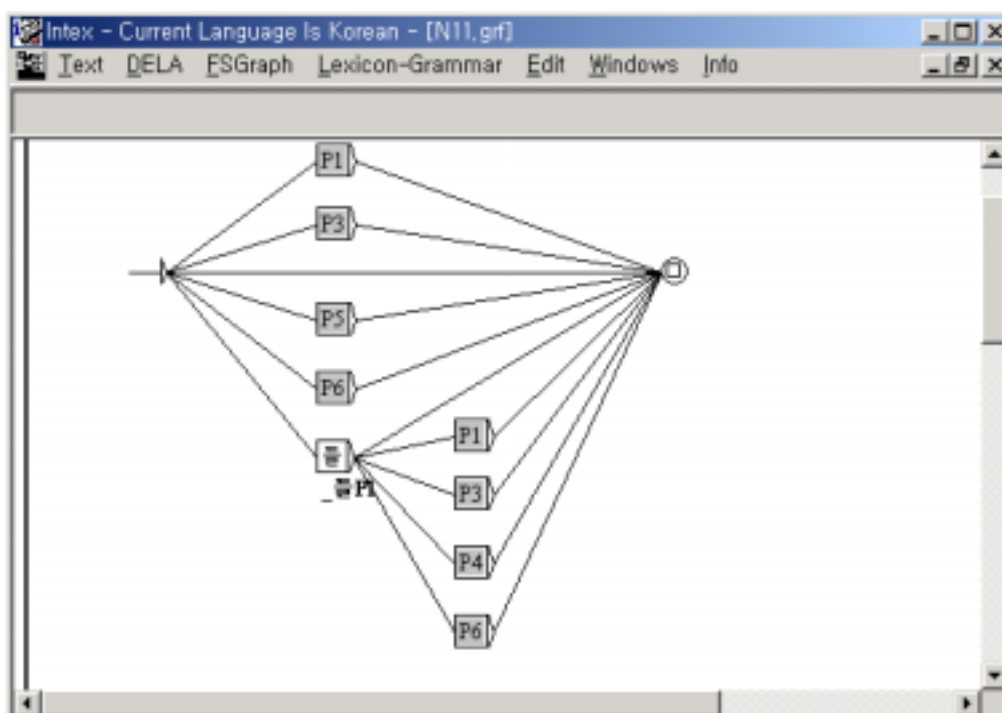 Intex - Current Language Is Korean - [N11.grf]
Text DELA FSGraph Lexicon-Grammar Edit Windows Info
P1
P3
P5
P6
들
_들Pl
P1
P3
P4
P6